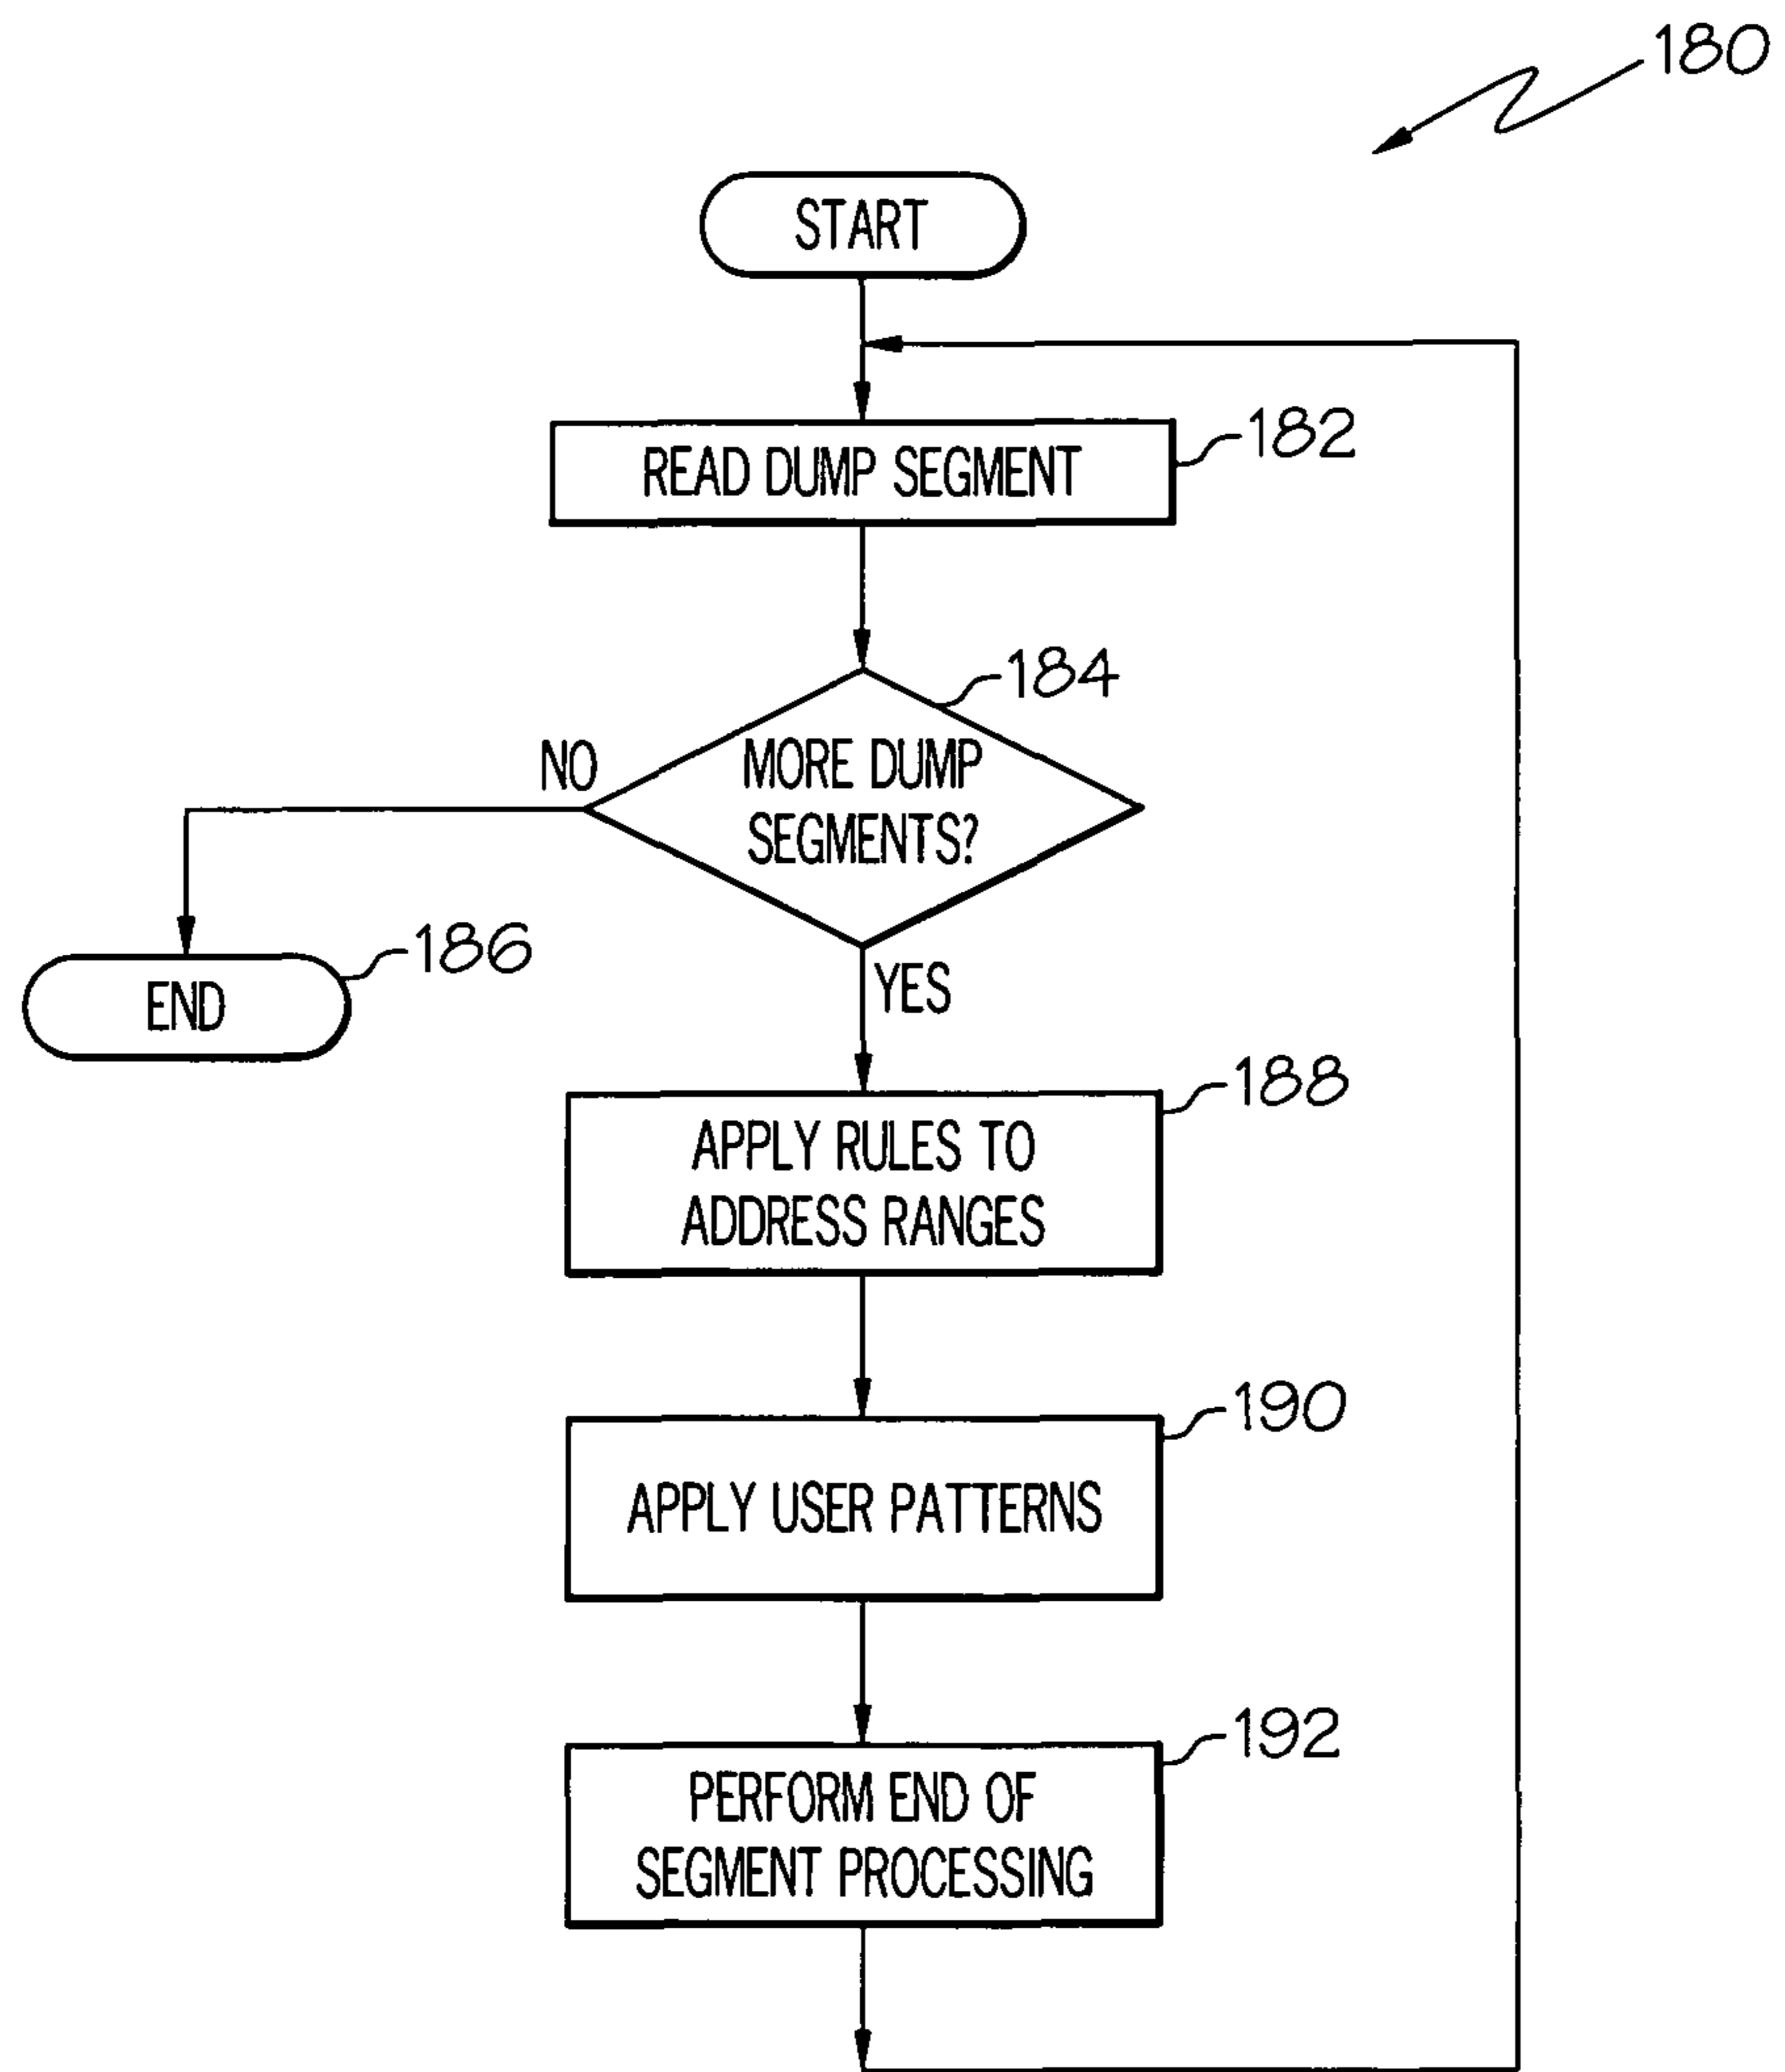 180
START
READ DUMP SEGMENT
182
184
MORE DUMP
SEGMENTS?
NO
END
186
YES
188
APPLY RULES TO
ADDRESS RANGES
190
APPLY USER PATTERNS
192
PERFORM END OF
SEGMENT PROCESSING